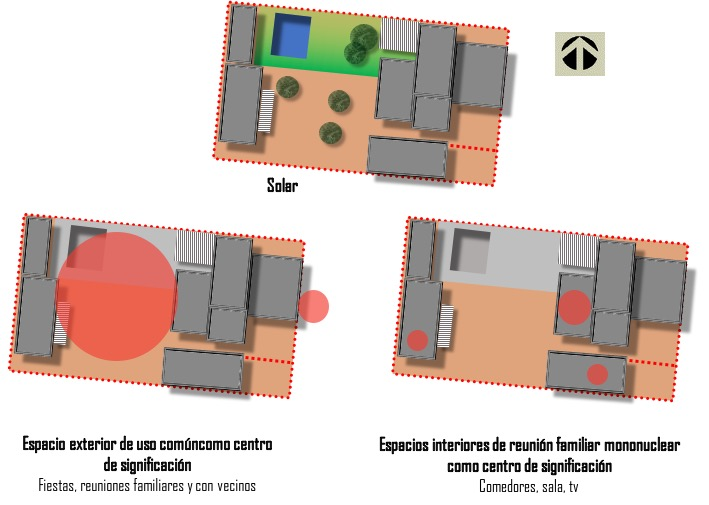 Solar
Espacio exterior de uso comúncomo centro
de significación
Fiestas, reuniones familiares y con vecinos
Espacios interiores de reunión familiar mononuclear
como centro de significación
Comedores, sala, tv